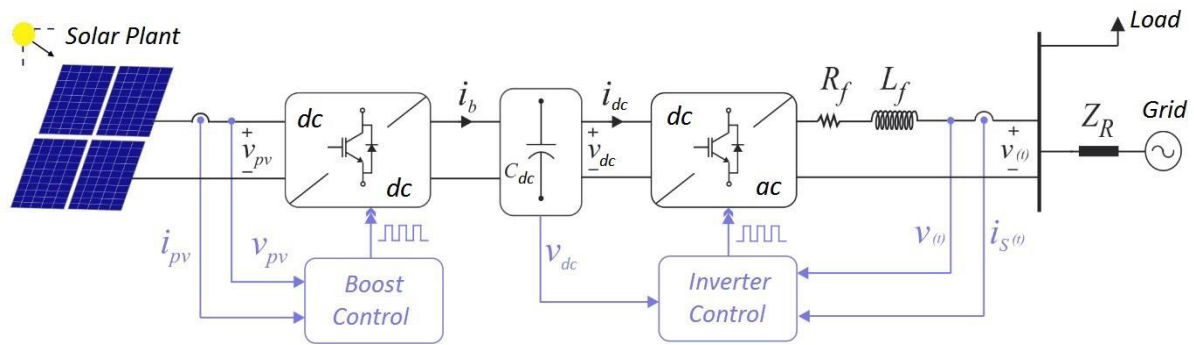 Solar Plant
Load
Grid
dc
dc
i_b
i_dc
dc
ac
R_f
L_f
Z_R
+
v_pv
-
C_dc
+
v_dc
-
+
v_(t)
-
i_pv
v_pv
v_dc
v_(t)
i_S(t)
Boost
Control
Inverter
Control